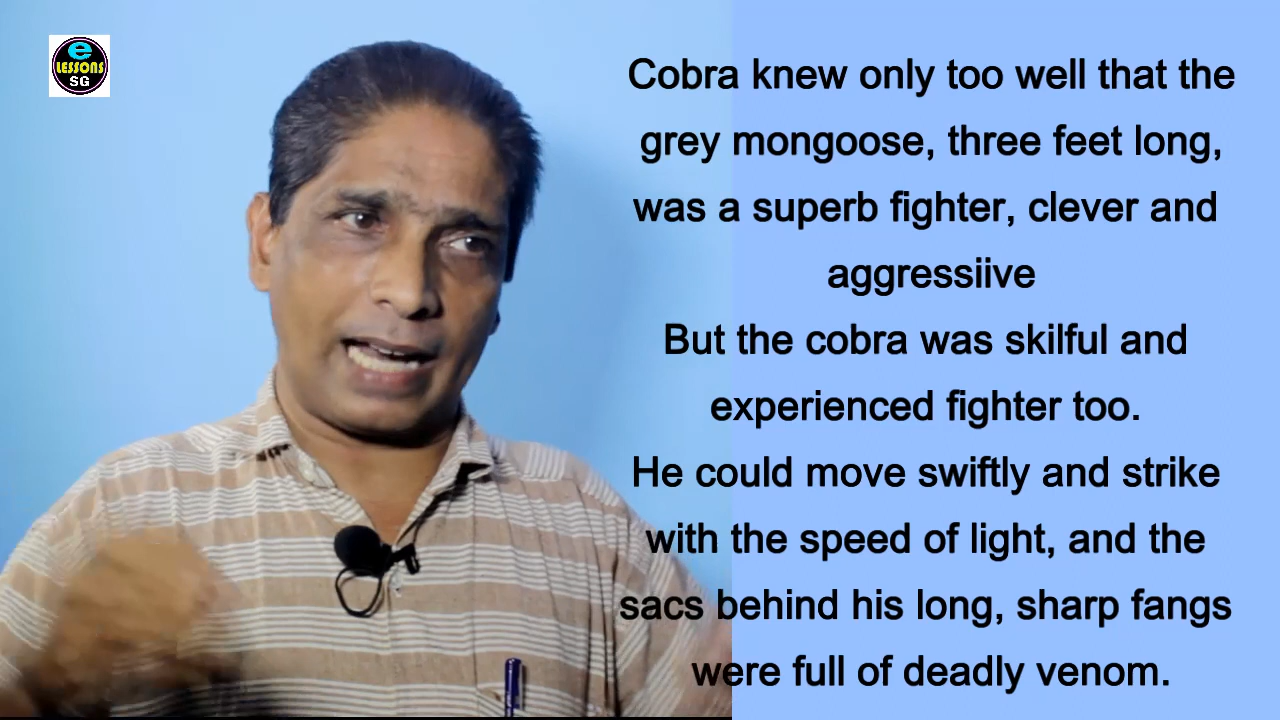 e
LESSONS
SG
Cobra knew only too well that the
grey mongoose, three feet long,
was a superb fighter, clever and
aggressiive
But the cobra was skilful and
experienced fighter too.
He could move swiftly and strike
with the speed of light, and the
sacs behind his long, sharp fangs
were full of deadly venom.